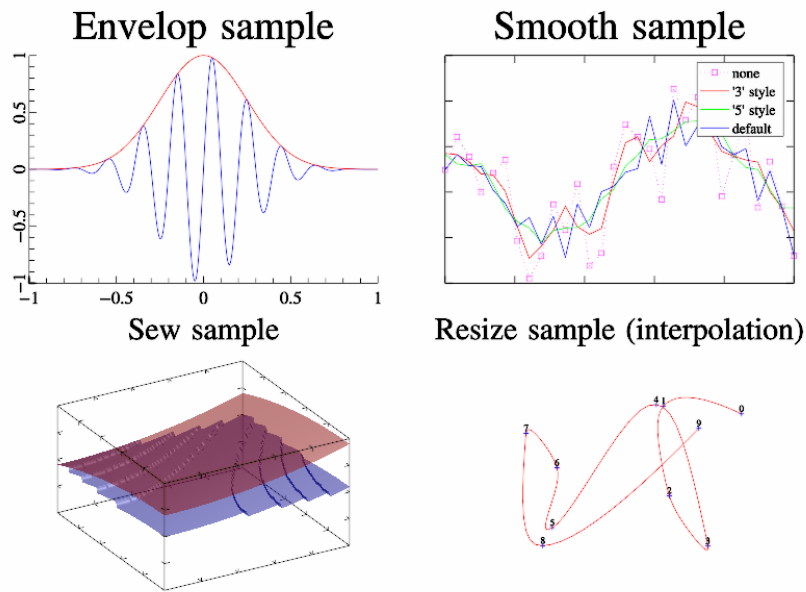 Envelop sample
Smooth sample
1
0.5
0
−0.5
−1
−1
−0.5
0
0.5
1
none
'3' style
'5' style
default
Sew sample
Resize sample (interpolation)
4
1
0
7
9
6
2
5
8
3